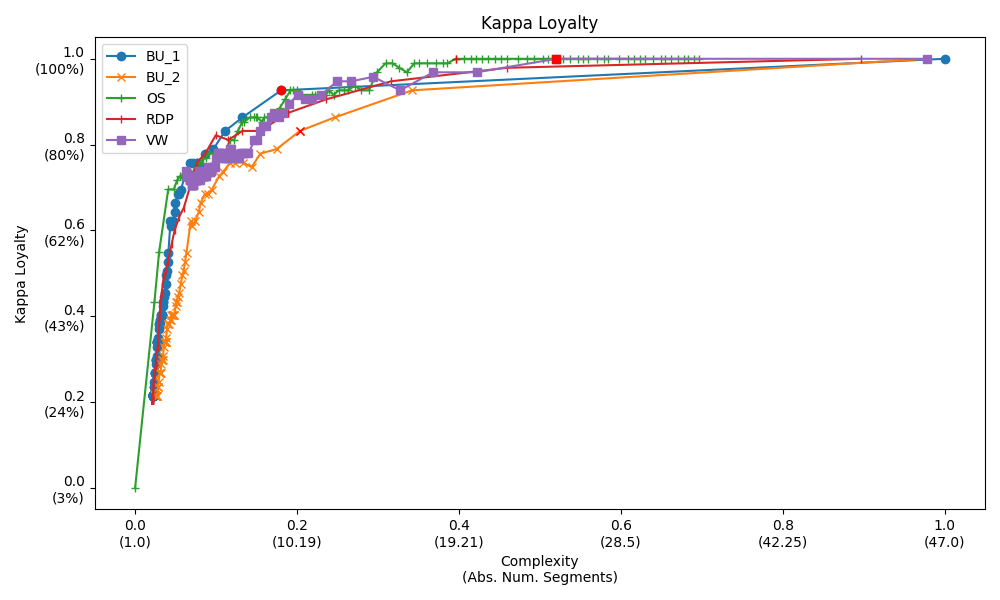 Kappa Loyalty
BU_1
BU_2
OS
RDP
VW
Kappa Loyalty
1.0
(100%)
0.8
(80%)
0.6
(62%)
0.4
(43%)
0.2
(24%)
0.0
(3%)
0.0
(1.0)
0.2
(10.19)
0.4
(19.21)
0.6
(28.5)
0.8
(42.25)
1.0
(47.0)
Complexity
(Abs. Num. Segments)